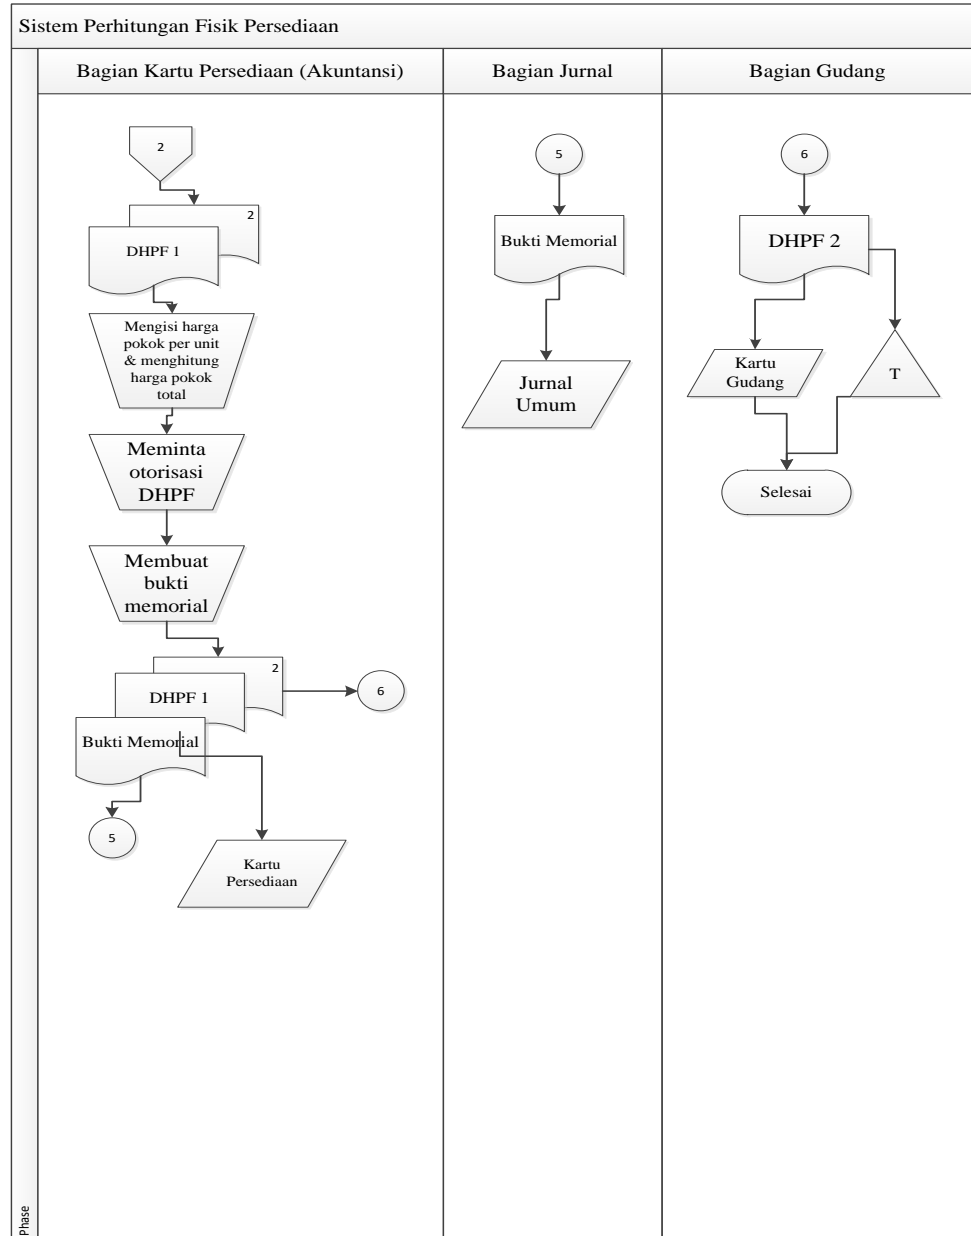 Sistem Perhitungan Fisik Persediaan
Bagian Kartu Persediaan (Akuntansi)
Bagian Jurnal
Bagian Gudang
2
2
DHPF 1
Mengisi harga
pokok per unit
& menghitung
harga pokok
total
Meminta
otorisasi
DHPF
Membuat
bukti
memorial
2
DHPF 1
6
Bukti Memorial
5
Kartu
Persediaan
5
Bukti Memorial
Jurnal
Umum
6
DHPF 2
Kartu
Gudang
T
Selesai
Phase